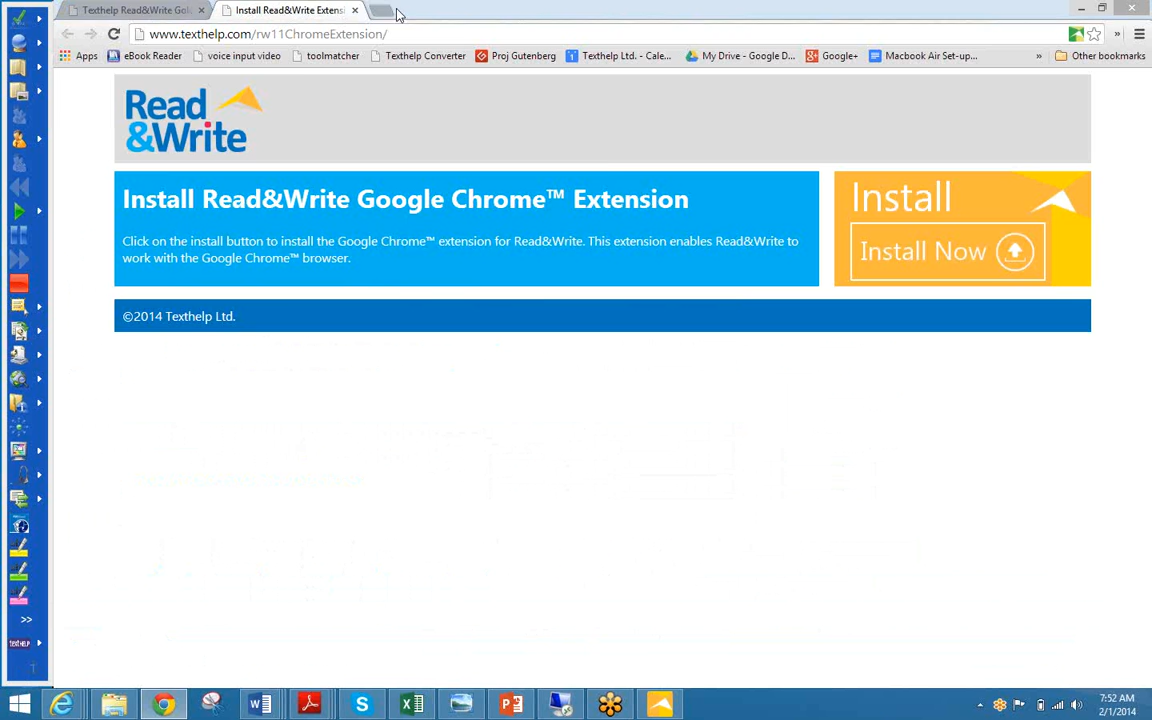 Texthelp Read&Write Gol
Install Read&Write Extensi
www.texthelp.com/rw11ChromeExtension/
Apps
eBook Reader
voice input video
toolmatcher
Texthelp Converter
Proj Gutenberg
Texthelp Ltd. - Cale...
My Drive - Google D...
Google+
Macbook Air Set-up...
»
Other bookmarks
Read
&Write
Install Read&Write Google Chrome™ Extension
Click on the install button to install the Google Chrome™ extension for Read&Write. This extension enables Read&Write to
work with the Google Chrome™ browser.
Install
Install Now
©2014 Texthelp Ltd.
>>
TEXTHELP
7:52 AM
2/1/2014